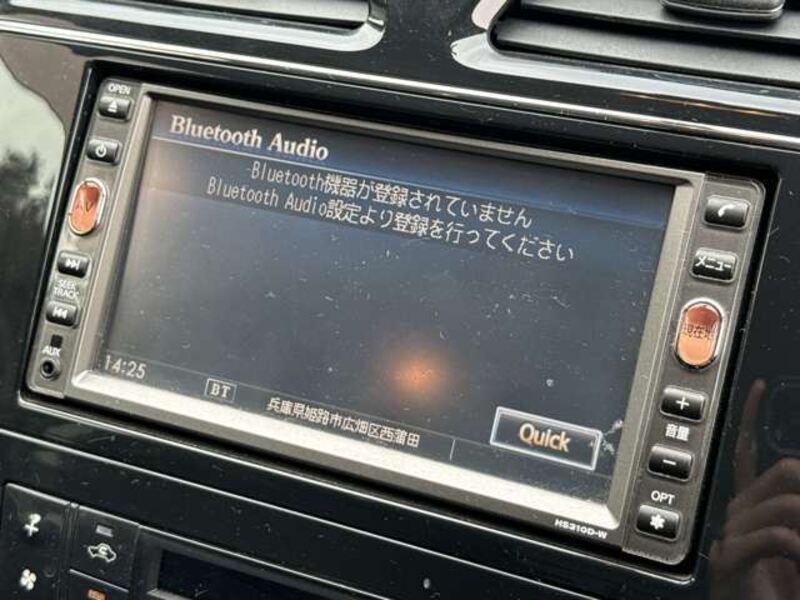 OPEN
Bluetooth Audio
Bluetooth機器が登録されていません
Bluetooth Audio設定より登録を行ってください
AV
SEEK
TRACK
AUX
メニュー
現在地
音量
OPT
14:25
BT
兵庫県姫路市広畑区西蒲田
Quick
HS310D-W